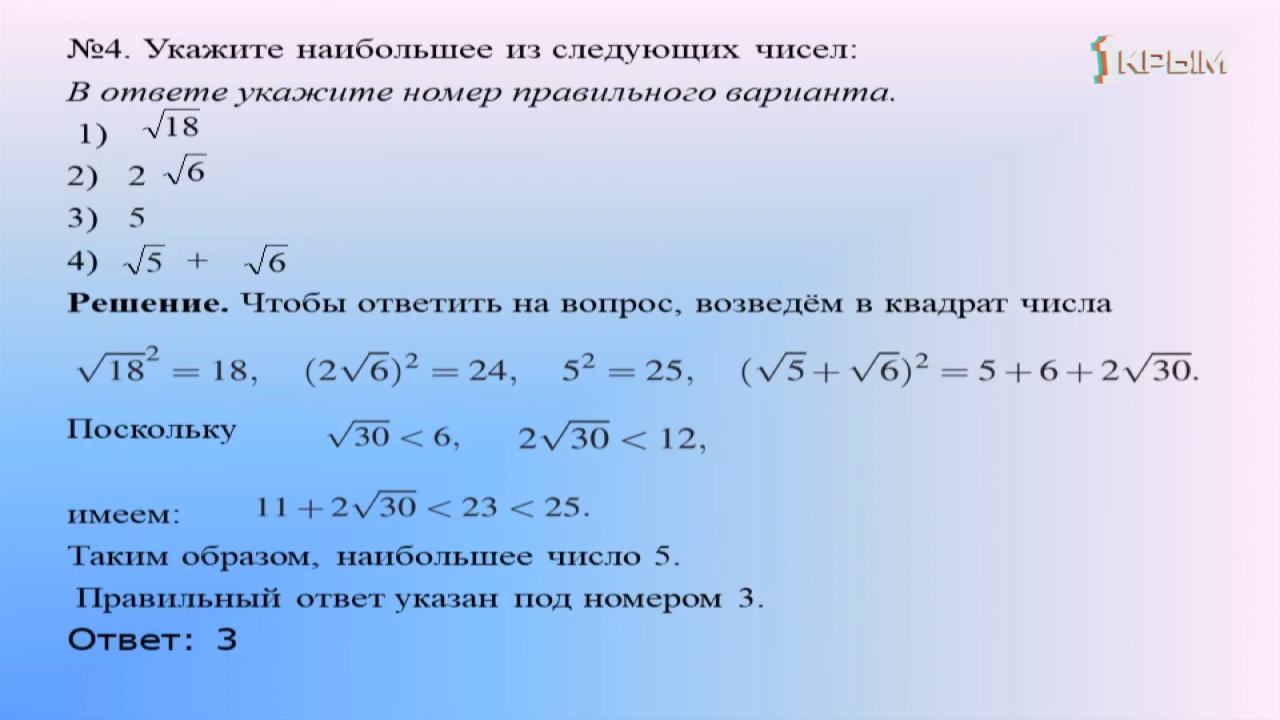 №4. Укажите наибольшее из следующих чисел:
КРЫМ
В ответе укажите номер правильного варианта.
1) √18
2) 2 √6
3) 5
4) √5 + √6
Решение. Чтобы ответить на вопрос, возведём в квадрат числа
√18² = 18, (2√6)² = 24, 5² = 25, (√5 + √6)² = 5 + 6 + 2√30.
Поскольку √30 < 6, 2√30 < 12,
имеем: 11 + 2√30 < 23 < 25.
Таким образом, наибольшее число 5.
Правильный ответ указан под номером 3.
Ответ: 3